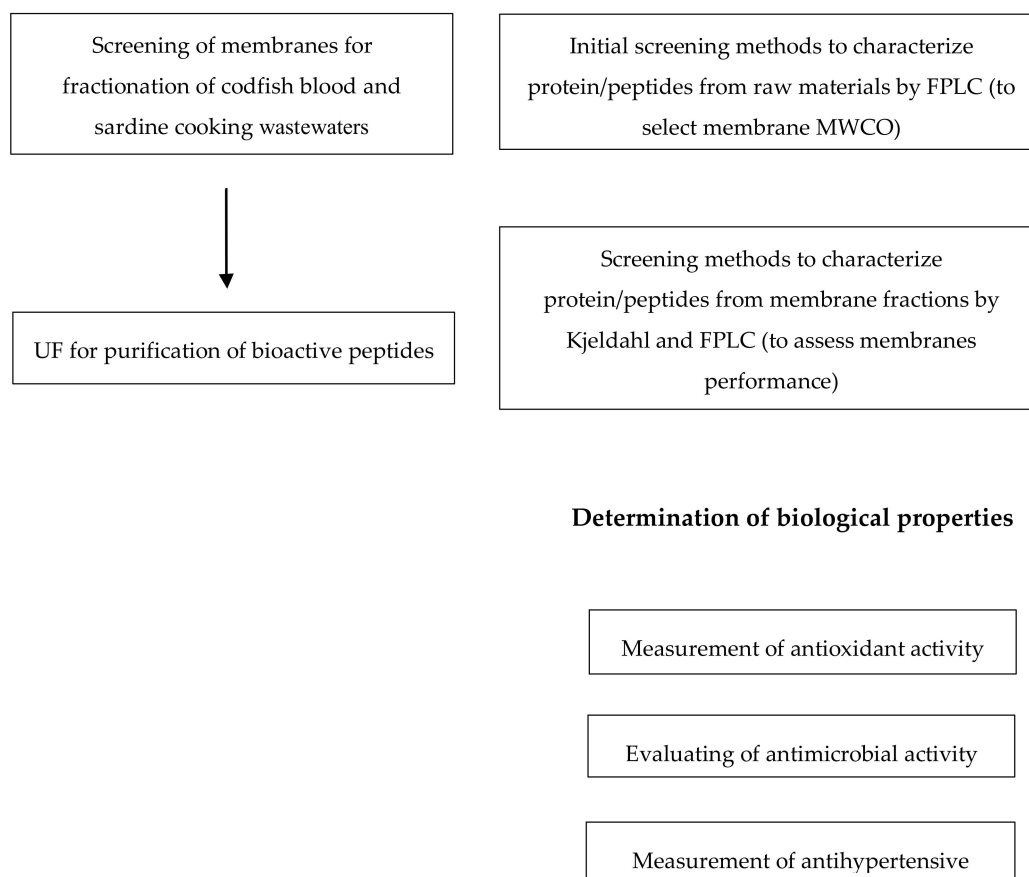 Screening of membranes for
fractionation of codfish blood and
sardine cooking wastewaters
UF for purification of bioactive peptides
Initial screening methods to characterize
protein/peptides from raw materials by FPLC (to
select membrane MWCO)
Screening methods to characterize
protein/peptides from membrane fractions by
Kjeldahl and FPLC (to assess membranes
performance)
Determination of biological properties
Measurement of antioxidant activity
Evaluating of antimicrobial activity
Measurement of antihypertensive